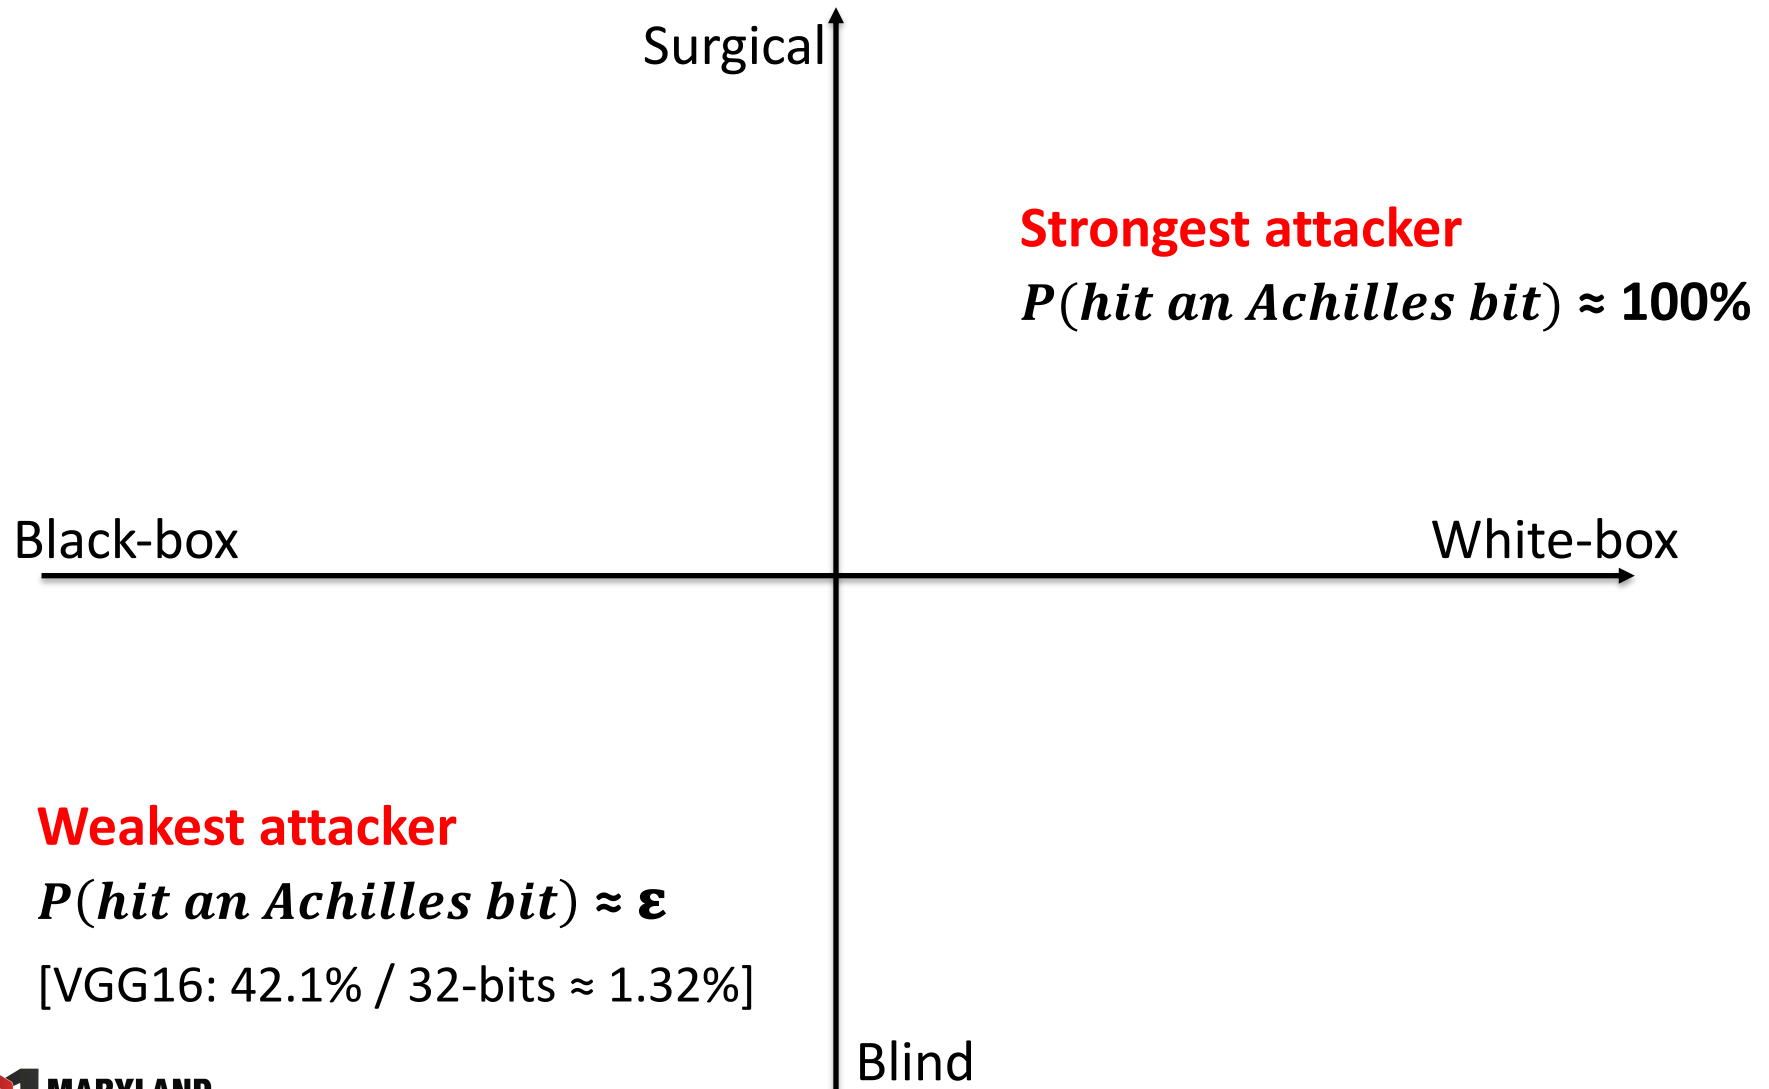 Surgical
Strongest attacker
P(hit an Achilles bit) ≈ 100%
Black-box
White-box
Weakest attacker
P(hit an Achilles bit) ≈ ε
[VGG16: 42.1% / 32-bits ≈ 1.32%]
Blind
MARYLAND